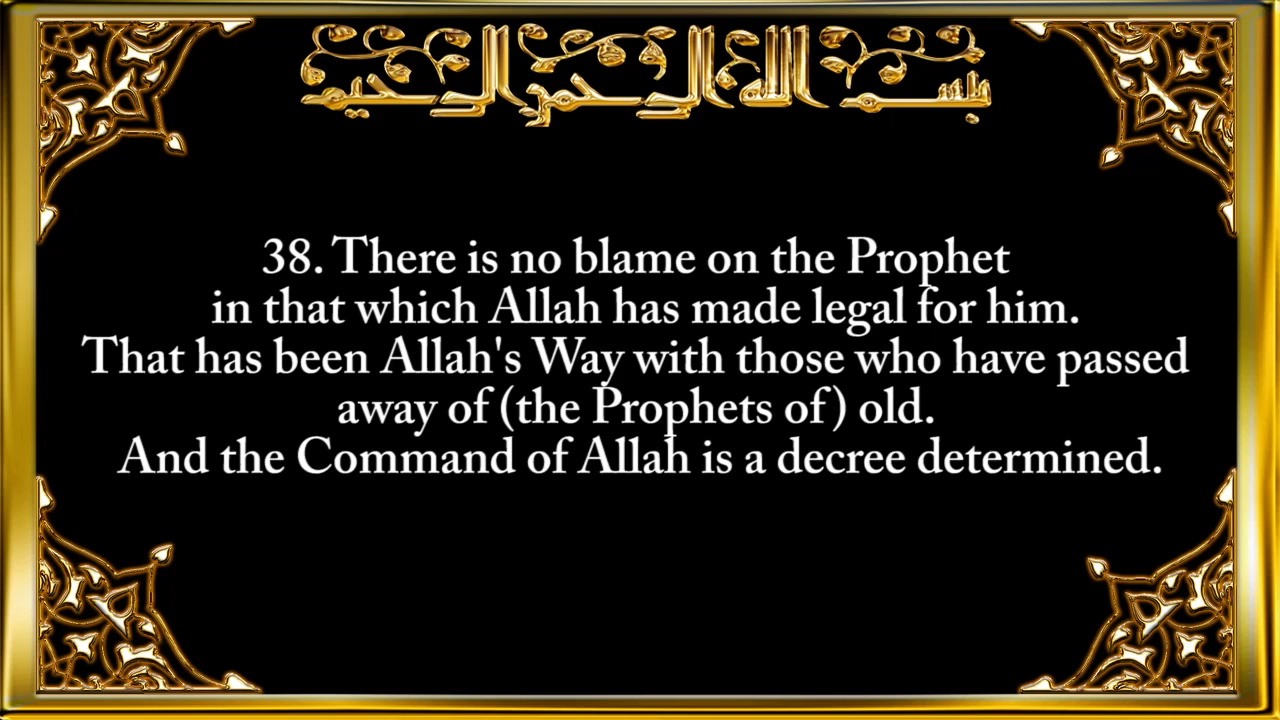 بسم الله الرحمن الرحيم
38. There is no blame on the Prophet
in that which Allah has made legal for him.
That has been Allah's Way with those who have passed
away of (the Prophets of) old.
And the Command of Allah is a decree determined.